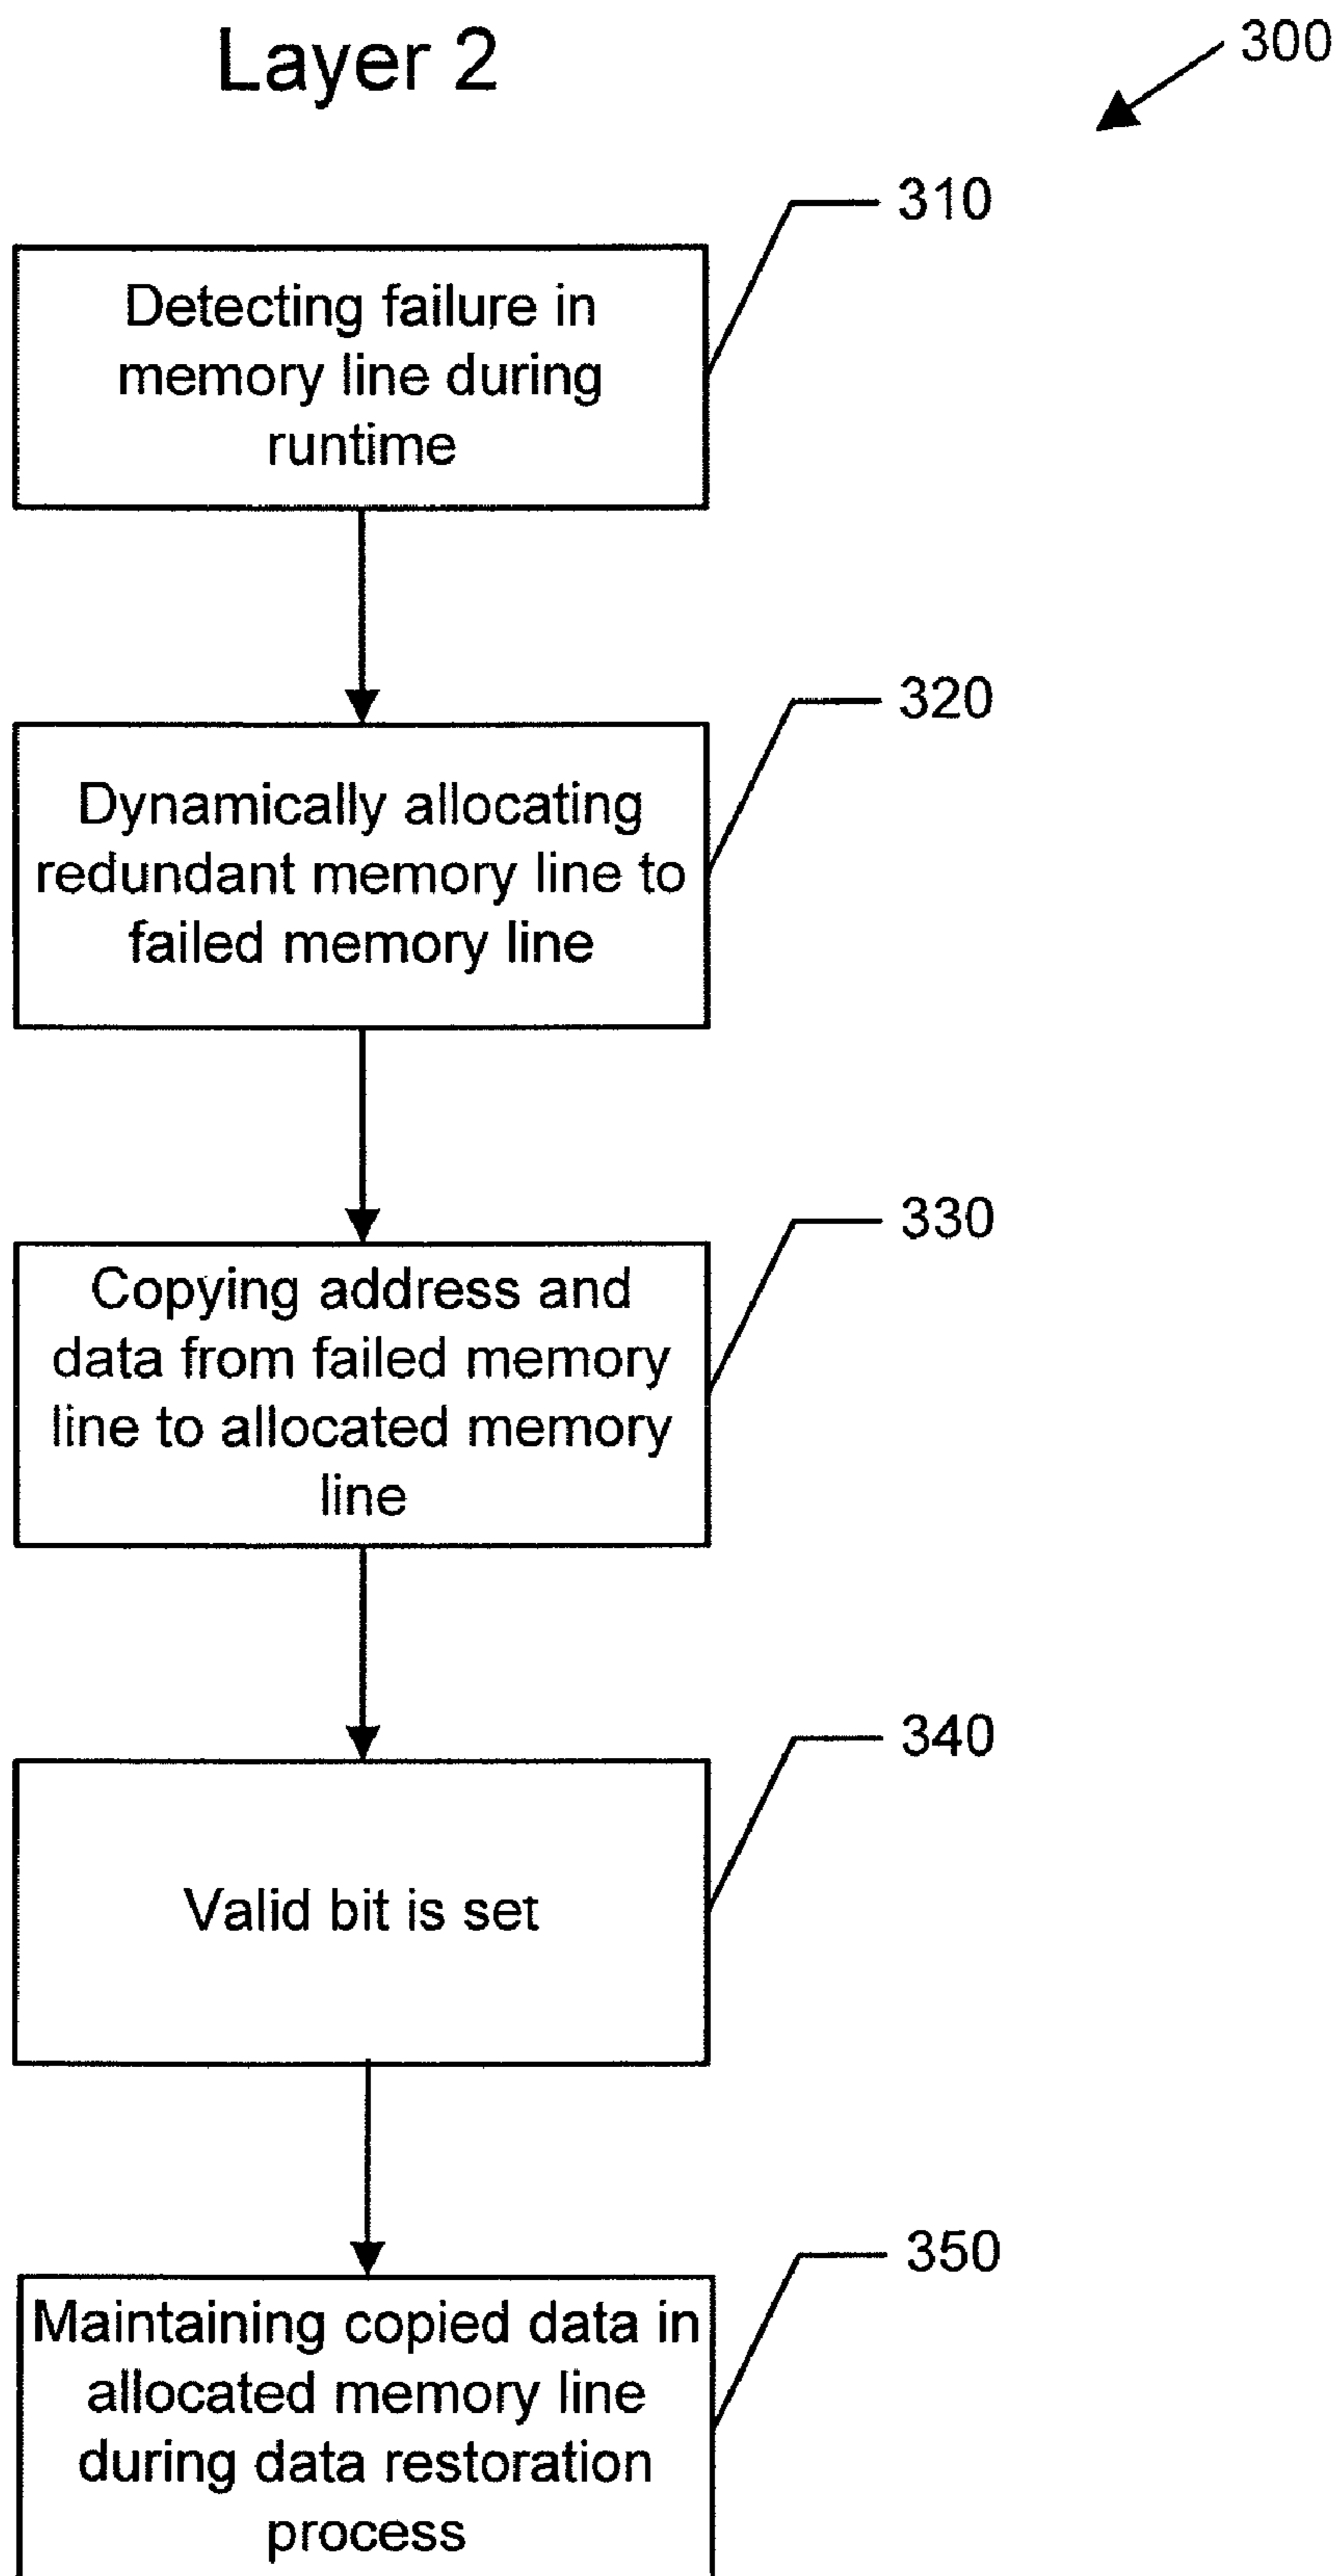 Layer 2
300
310
Detecting failure in
memory line during
runtime
320
Dynamically allocating
redundant memory line to
failed memory line
330
Copying address and
data from failed memory
line to allocated memory
line
340
Valid bit is set
350
Maintaining copied data in
allocated memory line
during data restoration
process